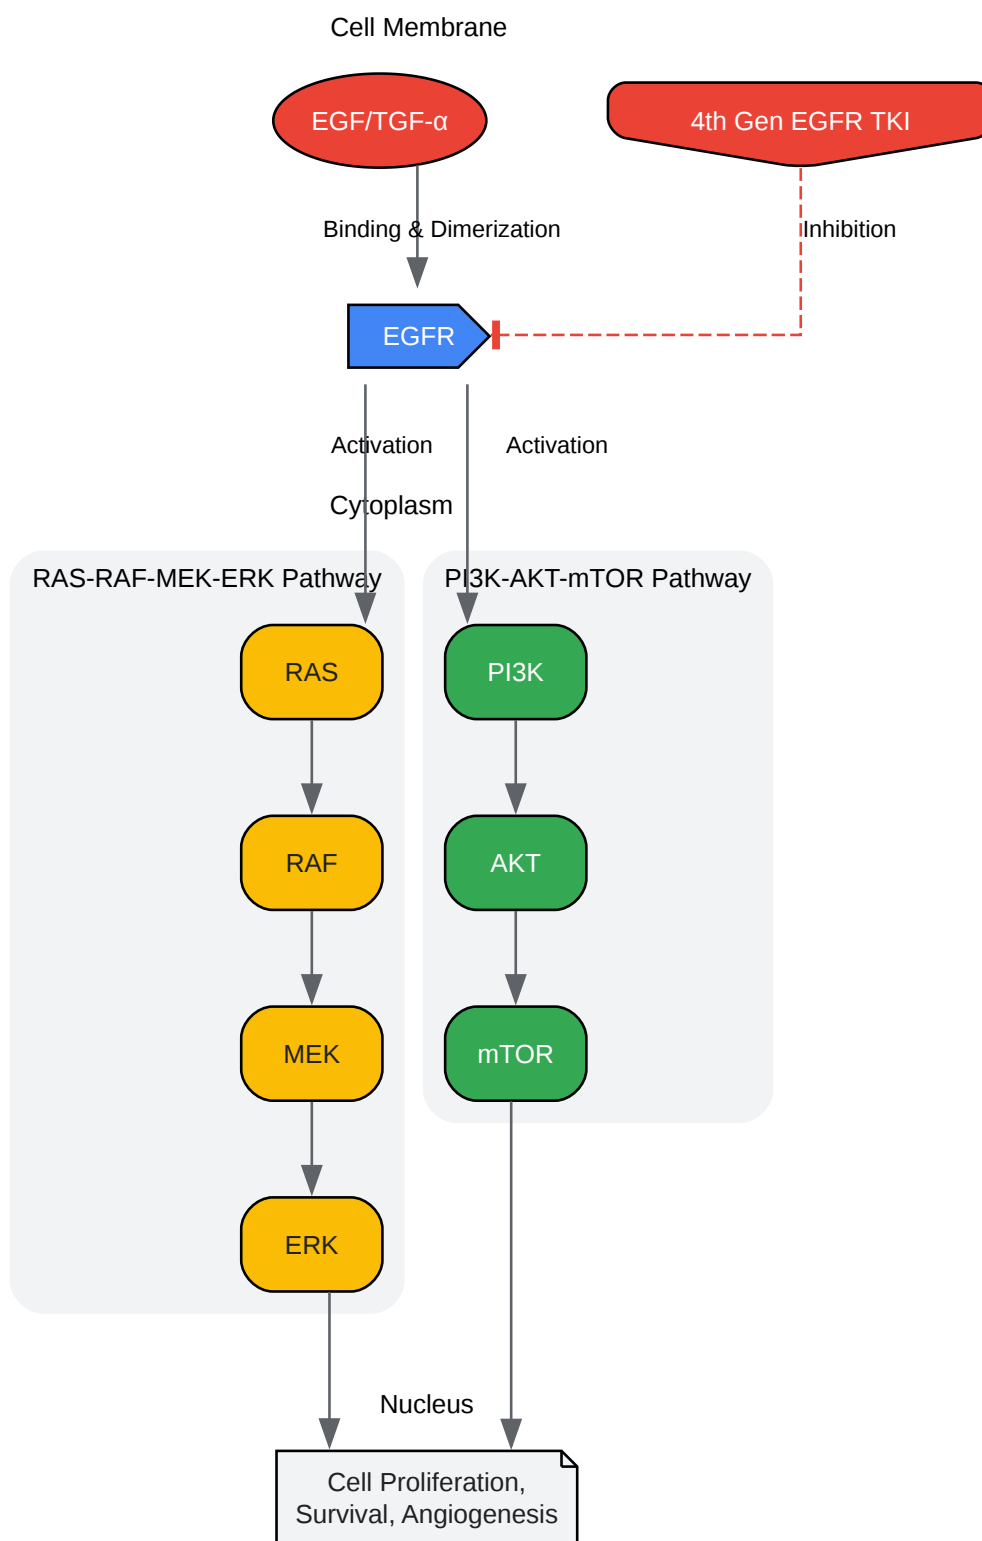 Cell Membrane
EGF/TGF-α
4th Gen EGFR TKI
Binding & Dimerization
Inhibition
EGFR
Activation
Activation
Cytoplasm
RAS-RAF-MEK-ERK Pathway
PI3K-AKT-mTOR Pathway
RAS
PI3K
RAF
AKT
MEK
mTOR
ERK
Nucleus
Cell Proliferation,
Survival, Angiogenesis